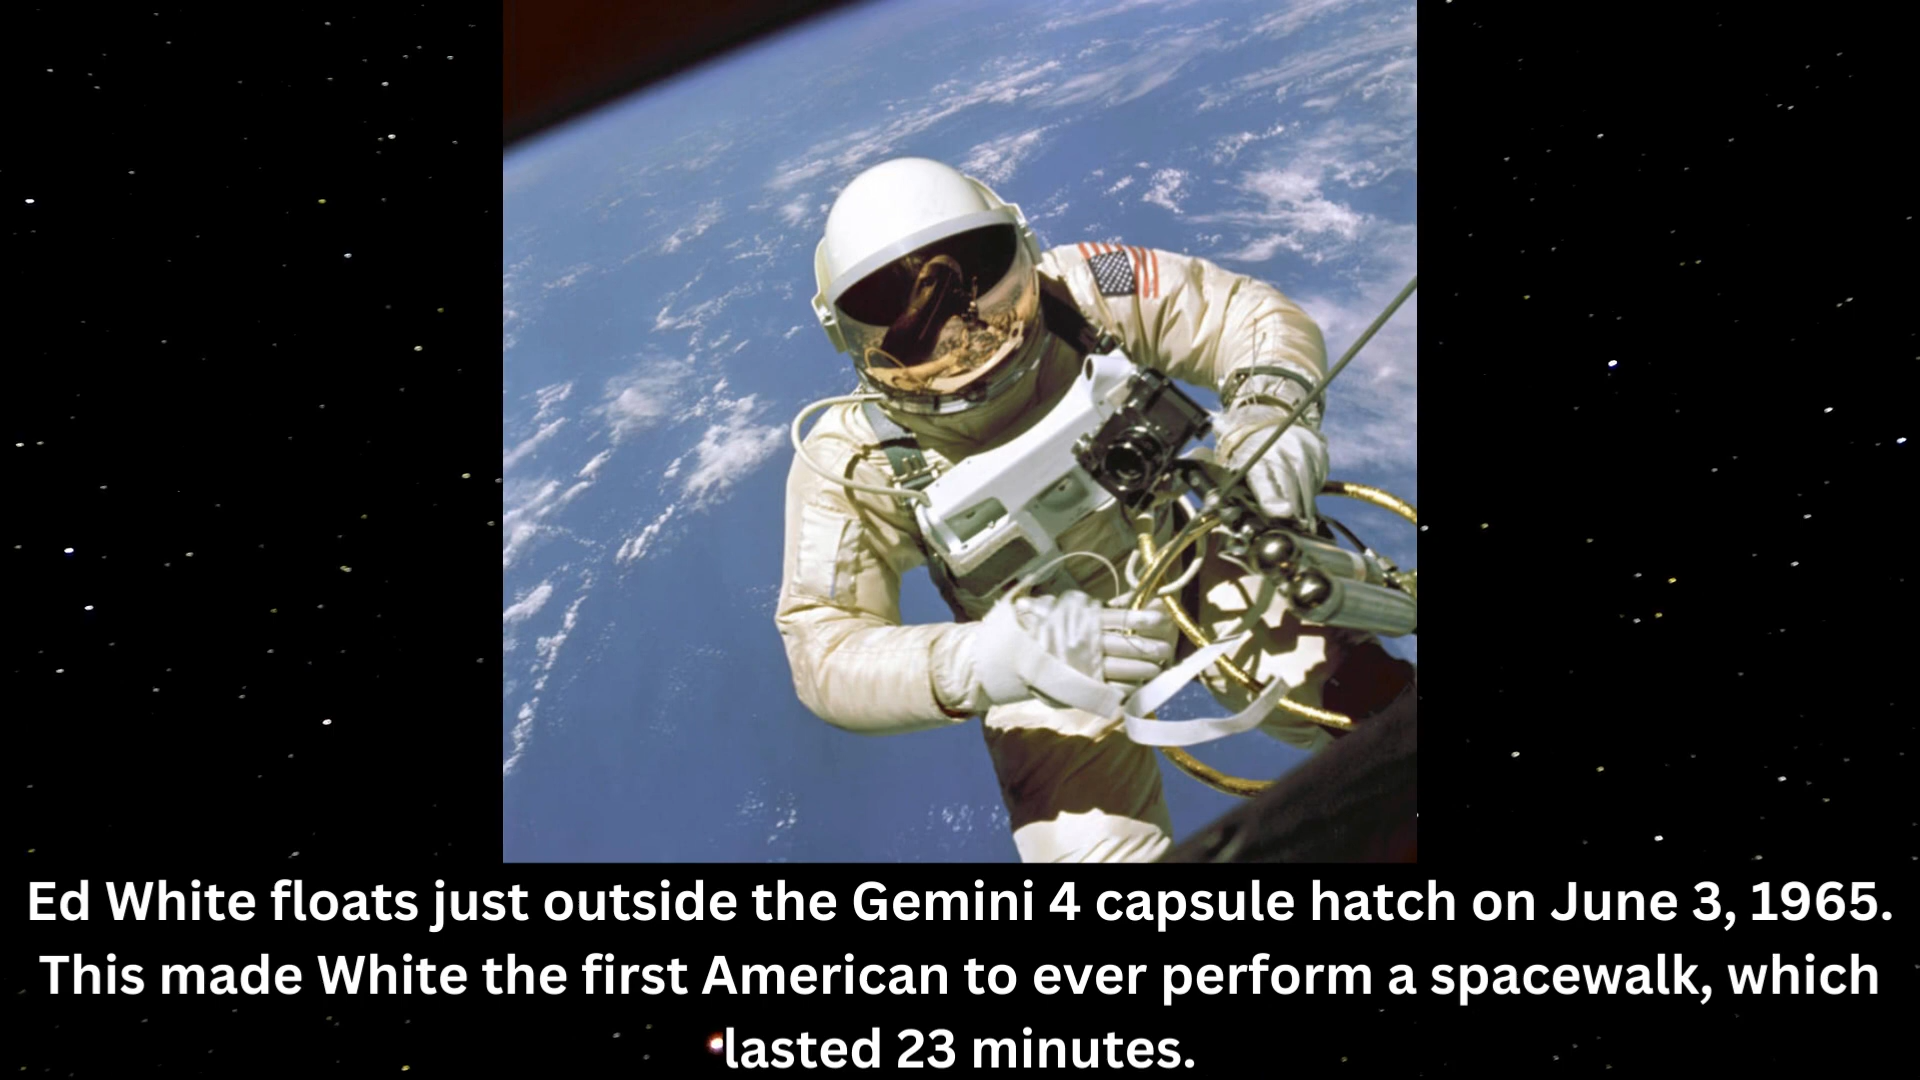 Ed White floats just outside the Gemini 4 capsule hatch on June 3, 1965.
This made White the first American to ever perform a spacewalk, which
lasted 23 minutes.